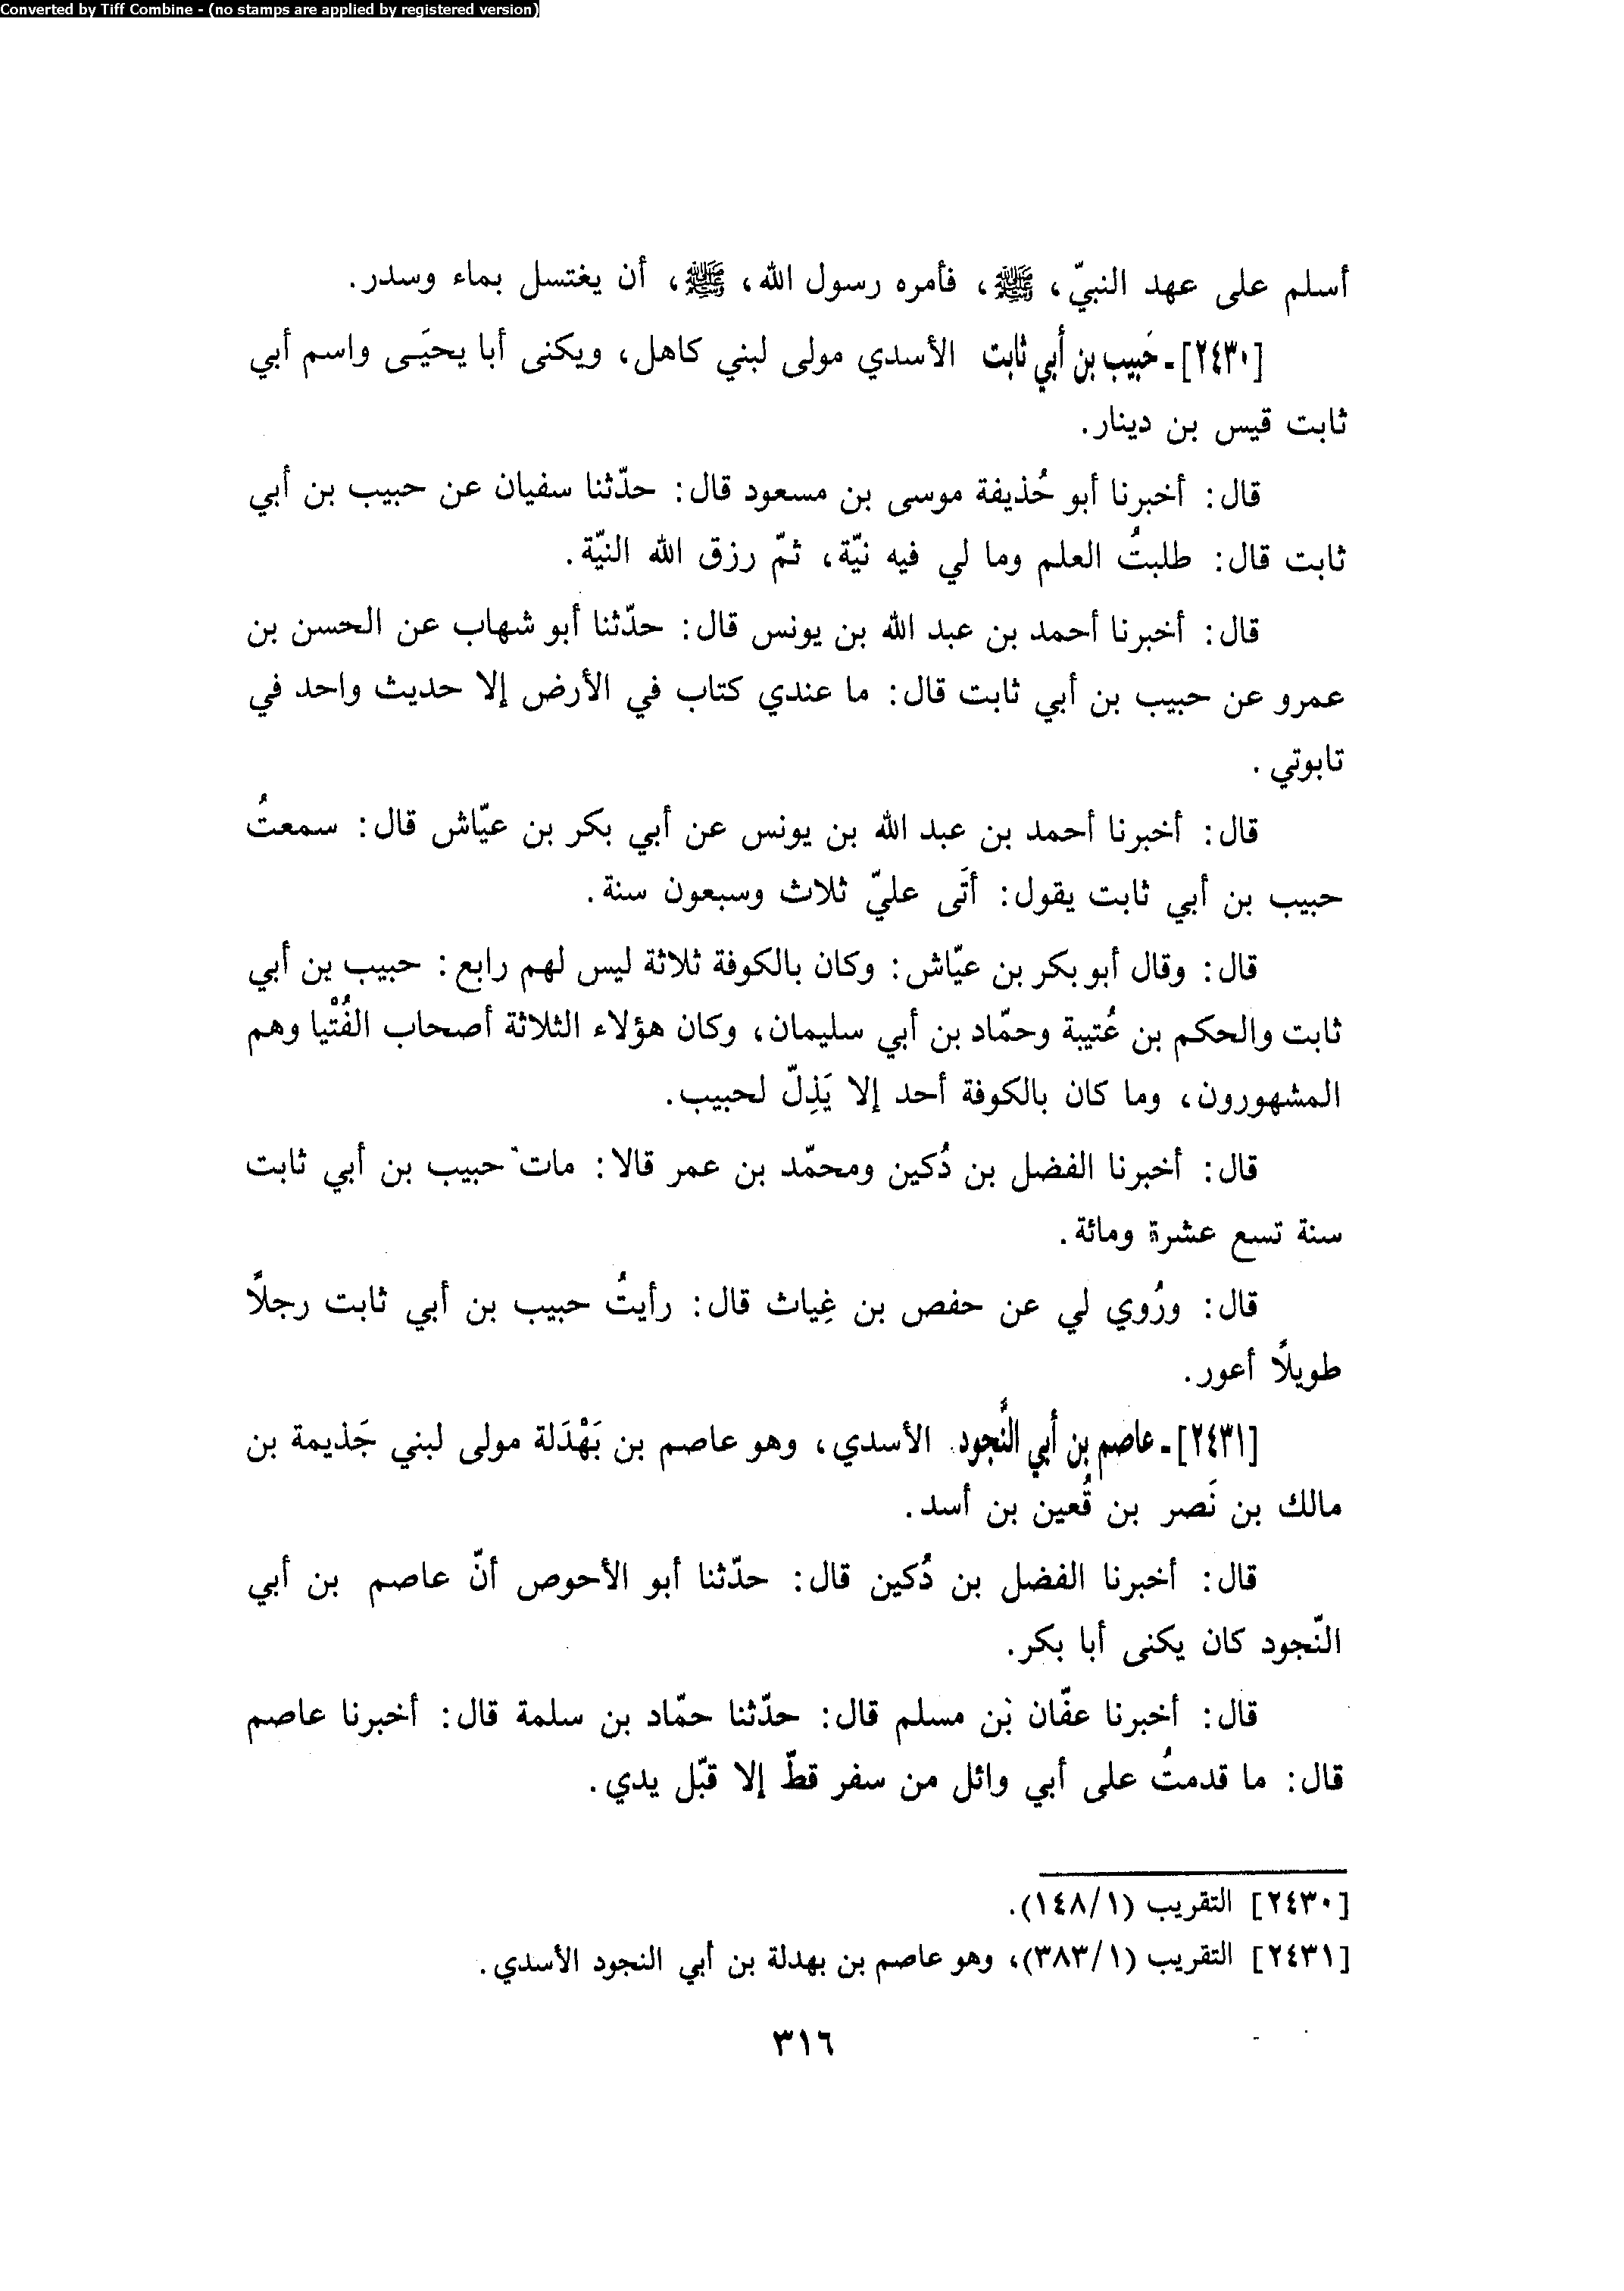 Converted by Tiff Combine - (no stamps are applied by registered version)
أسلم على عهد النبيّ، ﷺ، فأمره رسول الله، ﷺ، أن يغتسل بماء وسدر.
[٢٤٣٠] ـ حَبيب بن أبي ثابت الأسدي مولى لبني كاهل، ويكنى أبا يحيَى واسم أبي
ثابت قيس بن دينار.
قال: أخبرنا أبو حُذيفة موسى بن مسعود قال: حدّثنا سفيان عن حبيب بن أبي
ثابت قال: طلبتُ العلم وما لي فيه نيّة، ثمّ رزق الله النيّة.
قال: أخبرنا أحمد بن عبد الله بن يونس قال: حدّثنا أبو شهاب عن الحسن بن
عمرو عن حبيب بن أبي ثابت قال: ما عندي كتاب في الأرض إلا حديث واحد في
تابوتي.
قال: أخبرنا أحمد بن عبد الله بن يونس عن أبي بكر بن عيّاش قال: سمعتُ
حبيب بن أبي ثابت يقول: أتَى عليّ ثلاث وسبعون سنة.
قال: وقال أبو بكر بن عيّاش: وكان بالكوفة ثلاثة ليس لهم رابع: حبيب بن أبي
ثابت والحكم بن عُتيبة وحمّاد بن أبي سليمان، وكان هؤلاء الثلاثة أصحاب الفُتْيا وهم
المشهورون، وما كان بالكوفة أحد إلا يَذِلّ لحبيب.
قال: أخبرنا الفضل بن دُكين ومحمّد بن عمر قالا: مات حبيب بن أبي ثابت
سنة تسع عشرة ومائة.
قال: ورُوي لي عن حفص بن غِياث قال: رأيتُ حبيب بن أبي ثابت رجلاً
طويلاً أعور.
[٢٤٣١] ـ عاصم بن أبي النَّجود الأسدي، وهو عاصم بن بَهْدَلة مولى لبني جَذيمة بن
مالك بن نَصر بن قُعين بن أسد.
قال: أخبرنا الفضل بن دُكين قال: حدّثنا أبو الأحوص أنّ عاصم بن أبي
النّجود كان يكنى أبا بكر.
قال: أخبرنا عفّان بن مسلم قال: حدّثنا حمّاد بن سلمة قال: أخبرنا عاصم
قال: ما قدمتُ على أبي وائل من سفر قطّ إلا قبّل يدي.
[٢٤٣٠] التقريب (١/١٤٨).
[٢٤٣١] التقريب (١/٣٨٣)، وهو عاصم بن بهدلة بن أبي النجود الأسدي.
٣١٦